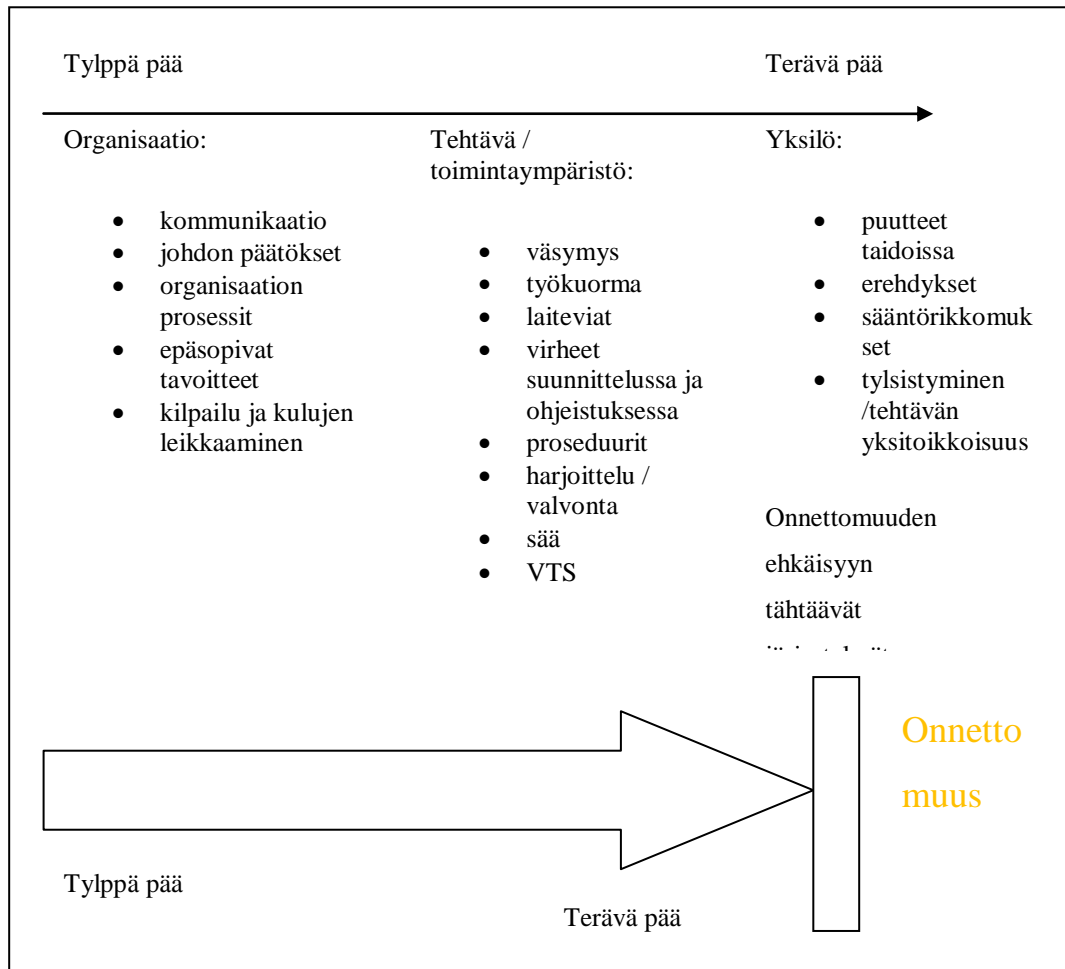 Tylppä pää
Terävä pää
Organisaatio:
• kommunikaatio
• johdon päätökset
• organisaation
prosessit
• epäsopivat
tavoitteet
• kilpailu ja kulujen
leikkaaminen
Tehtävä /
toimintaympäristö:
• väsymys
• työkuorma
• laiteviat
• virheet
suunnittelussa ja
ohjeistuksessa
• proseduurit
• harjoittelu /
valvonta
• sää
• VTS
Yksilö:
• puutteet
taidoissa
• erehdykset
• sääntörikkomuk
set
• tylsistyminen
/tehtävän
yksitoikkoisuus
Onnettomuuden
ehkäisyyn
tähtäävät
Onnetto
muus
Tylppä pää
Terävä pää